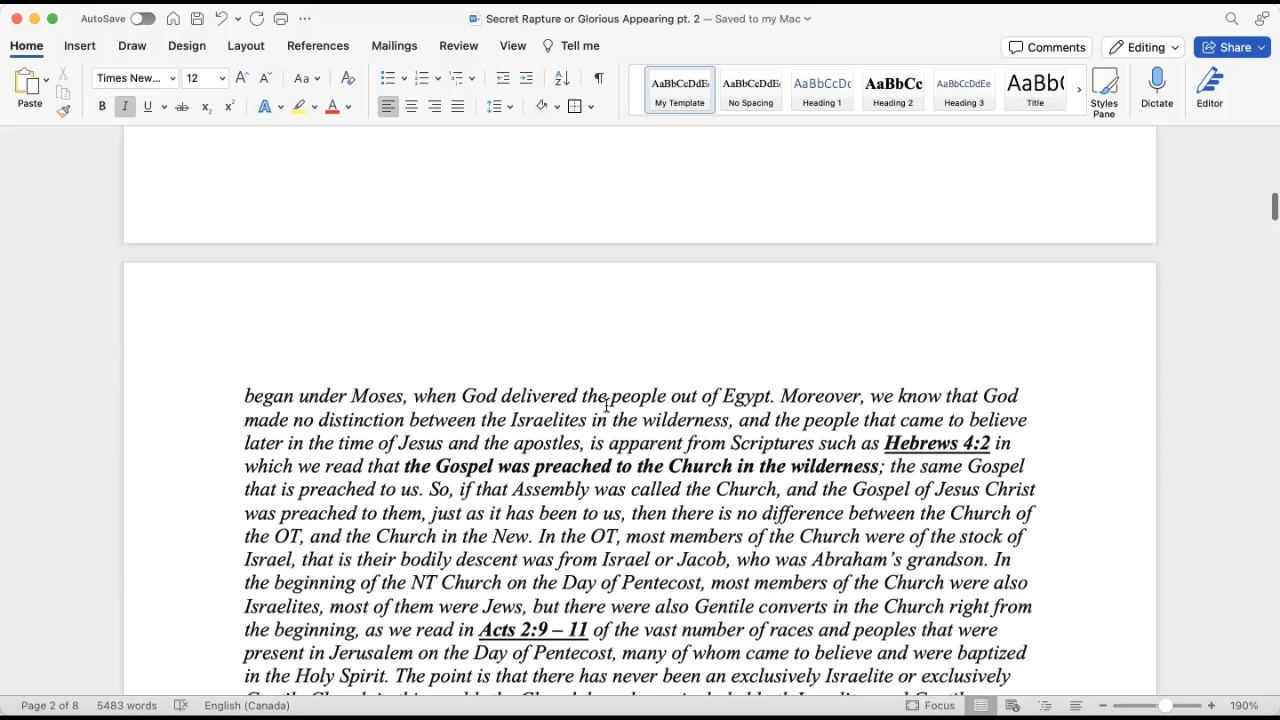 AutoSave
Secret Rapture or Glorious Appearing pt. 2 — Saved to my Mac
Home Insert Draw Design Layout References Mailings Review View Tell me Comments Editing Share
Paste
Times New... 12 Aa
B I U ab x₂ x² A A
AaBbCcDdEe AaBbCcDdEe AaBbCcDc AaBbCc AaBbCcDdEe AaBb(
My Template No Spacing Heading 1 Heading 2 Heading 3 Title
Styles Pane
Dictate
Editor
began under Moses, when God delivered the people out of Egypt. Moreover, we know that God
made no distinction between the Israelites in the wilderness, and the people that came to believe
later in the time of Jesus and the apostles, is apparent from Scriptures such as Hebrews 4:2 in
which we read that the Gospel was preached to the Church in the wilderness; the same Gospel
that is preached to us. So, if that Assembly was called the Church, and the Gospel of Jesus Christ
was preached to them, just as it has been to us, then there is no difference between the Church of
the OT, and the Church in the New. In the OT, most members of the Church were of the stock of
Israel, that is their bodily descent was from Israel or Jacob, who was Abraham's grandson. In
the beginning of the NT Church on the Day of Pentecost, most members of the Church were also
Israelites, most of them were Jews, but there were also Gentile converts in the Church right from
the beginning, as we read in Acts 2:9 – 11 of the vast number of races and peoples that were
present in Jerusalem on the Day of Pentecost, many of whom came to believe and were baptized
in the Holy Spirit. The point is that there has never been an exclusively Israelite or exclusively
Page 2 of 8 5483 words English (Canada) Focus 190%